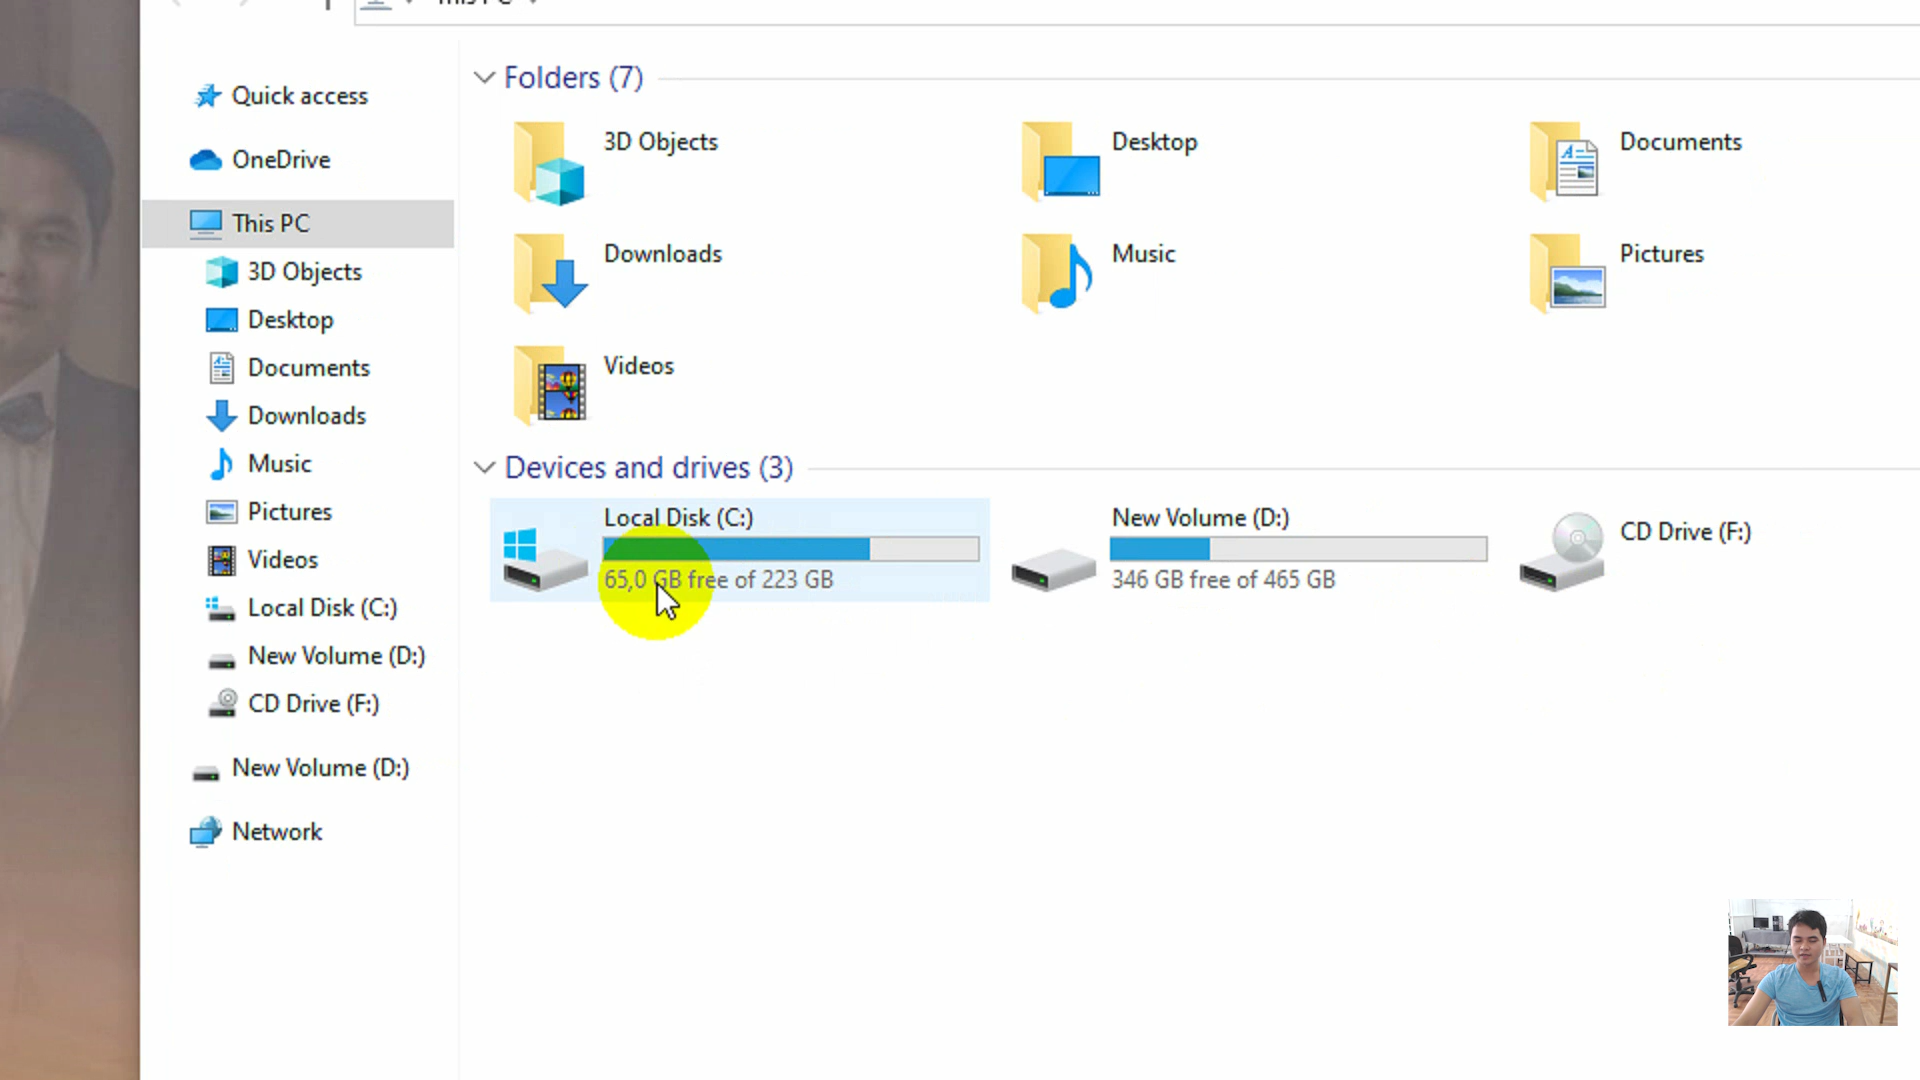 This PC
Quick access
OneDrive
This PC
3D Objects
Desktop
Documents
Downloads
Music
Pictures
Videos
Local Disk (C:)
New Volume (D:)
CD Drive (F:)
New Volume (D:)
Network
Folders (7)
3D Objects
Desktop
Documents
Downloads
Music
Pictures
Videos
Devices and drives (3)
Local Disk (C:)
65,0 GB free of 223 GB
New Volume (D:)
346 GB free of 465 GB
CD Drive (F:)